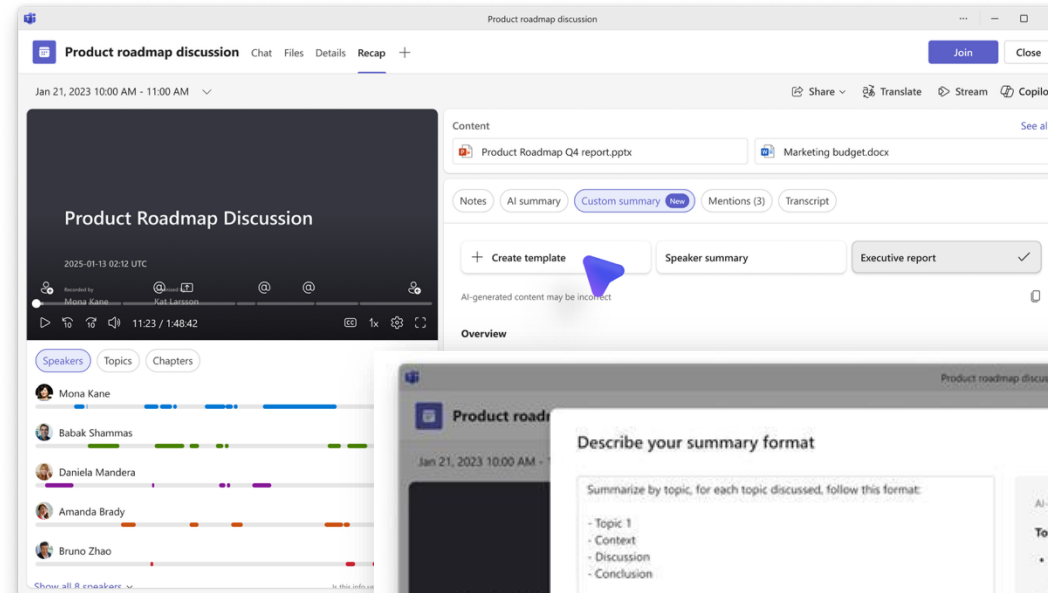 Product roadmap discussion
Product roadmap discussion Chat Files Details Recap Join Close
Jan 21, 2023 10:00 AM - 11:00 AM Share Translate Stream
Content
Product Roadmap Q4 report.pptx Marketing budget.docx
Notes AI summary Custom summary New Mentions (3) Transcript
Create template Speaker summary Executive report
AI-generated content may be incorrect
Overview
Product Roadmap Discussion
2025-01-13 02:12 UTC
Recorded by
Mona Kane Kat Larsson
10 10 11:23 / 1:48:42 CC 1x
Speakers Topics Chapters
Mona Kane
Babak Shammas
Daniela Mandera
Amanda Brady
Bruno Zhao
Show all 8 speakers
Product roadmap
Describe your summary format
Jan 21, 2023 10:00 AM -
Summarize by topic, for each topic discussed, follow this format:
- Topic 1
- Context
- Discussion
- Conclusion